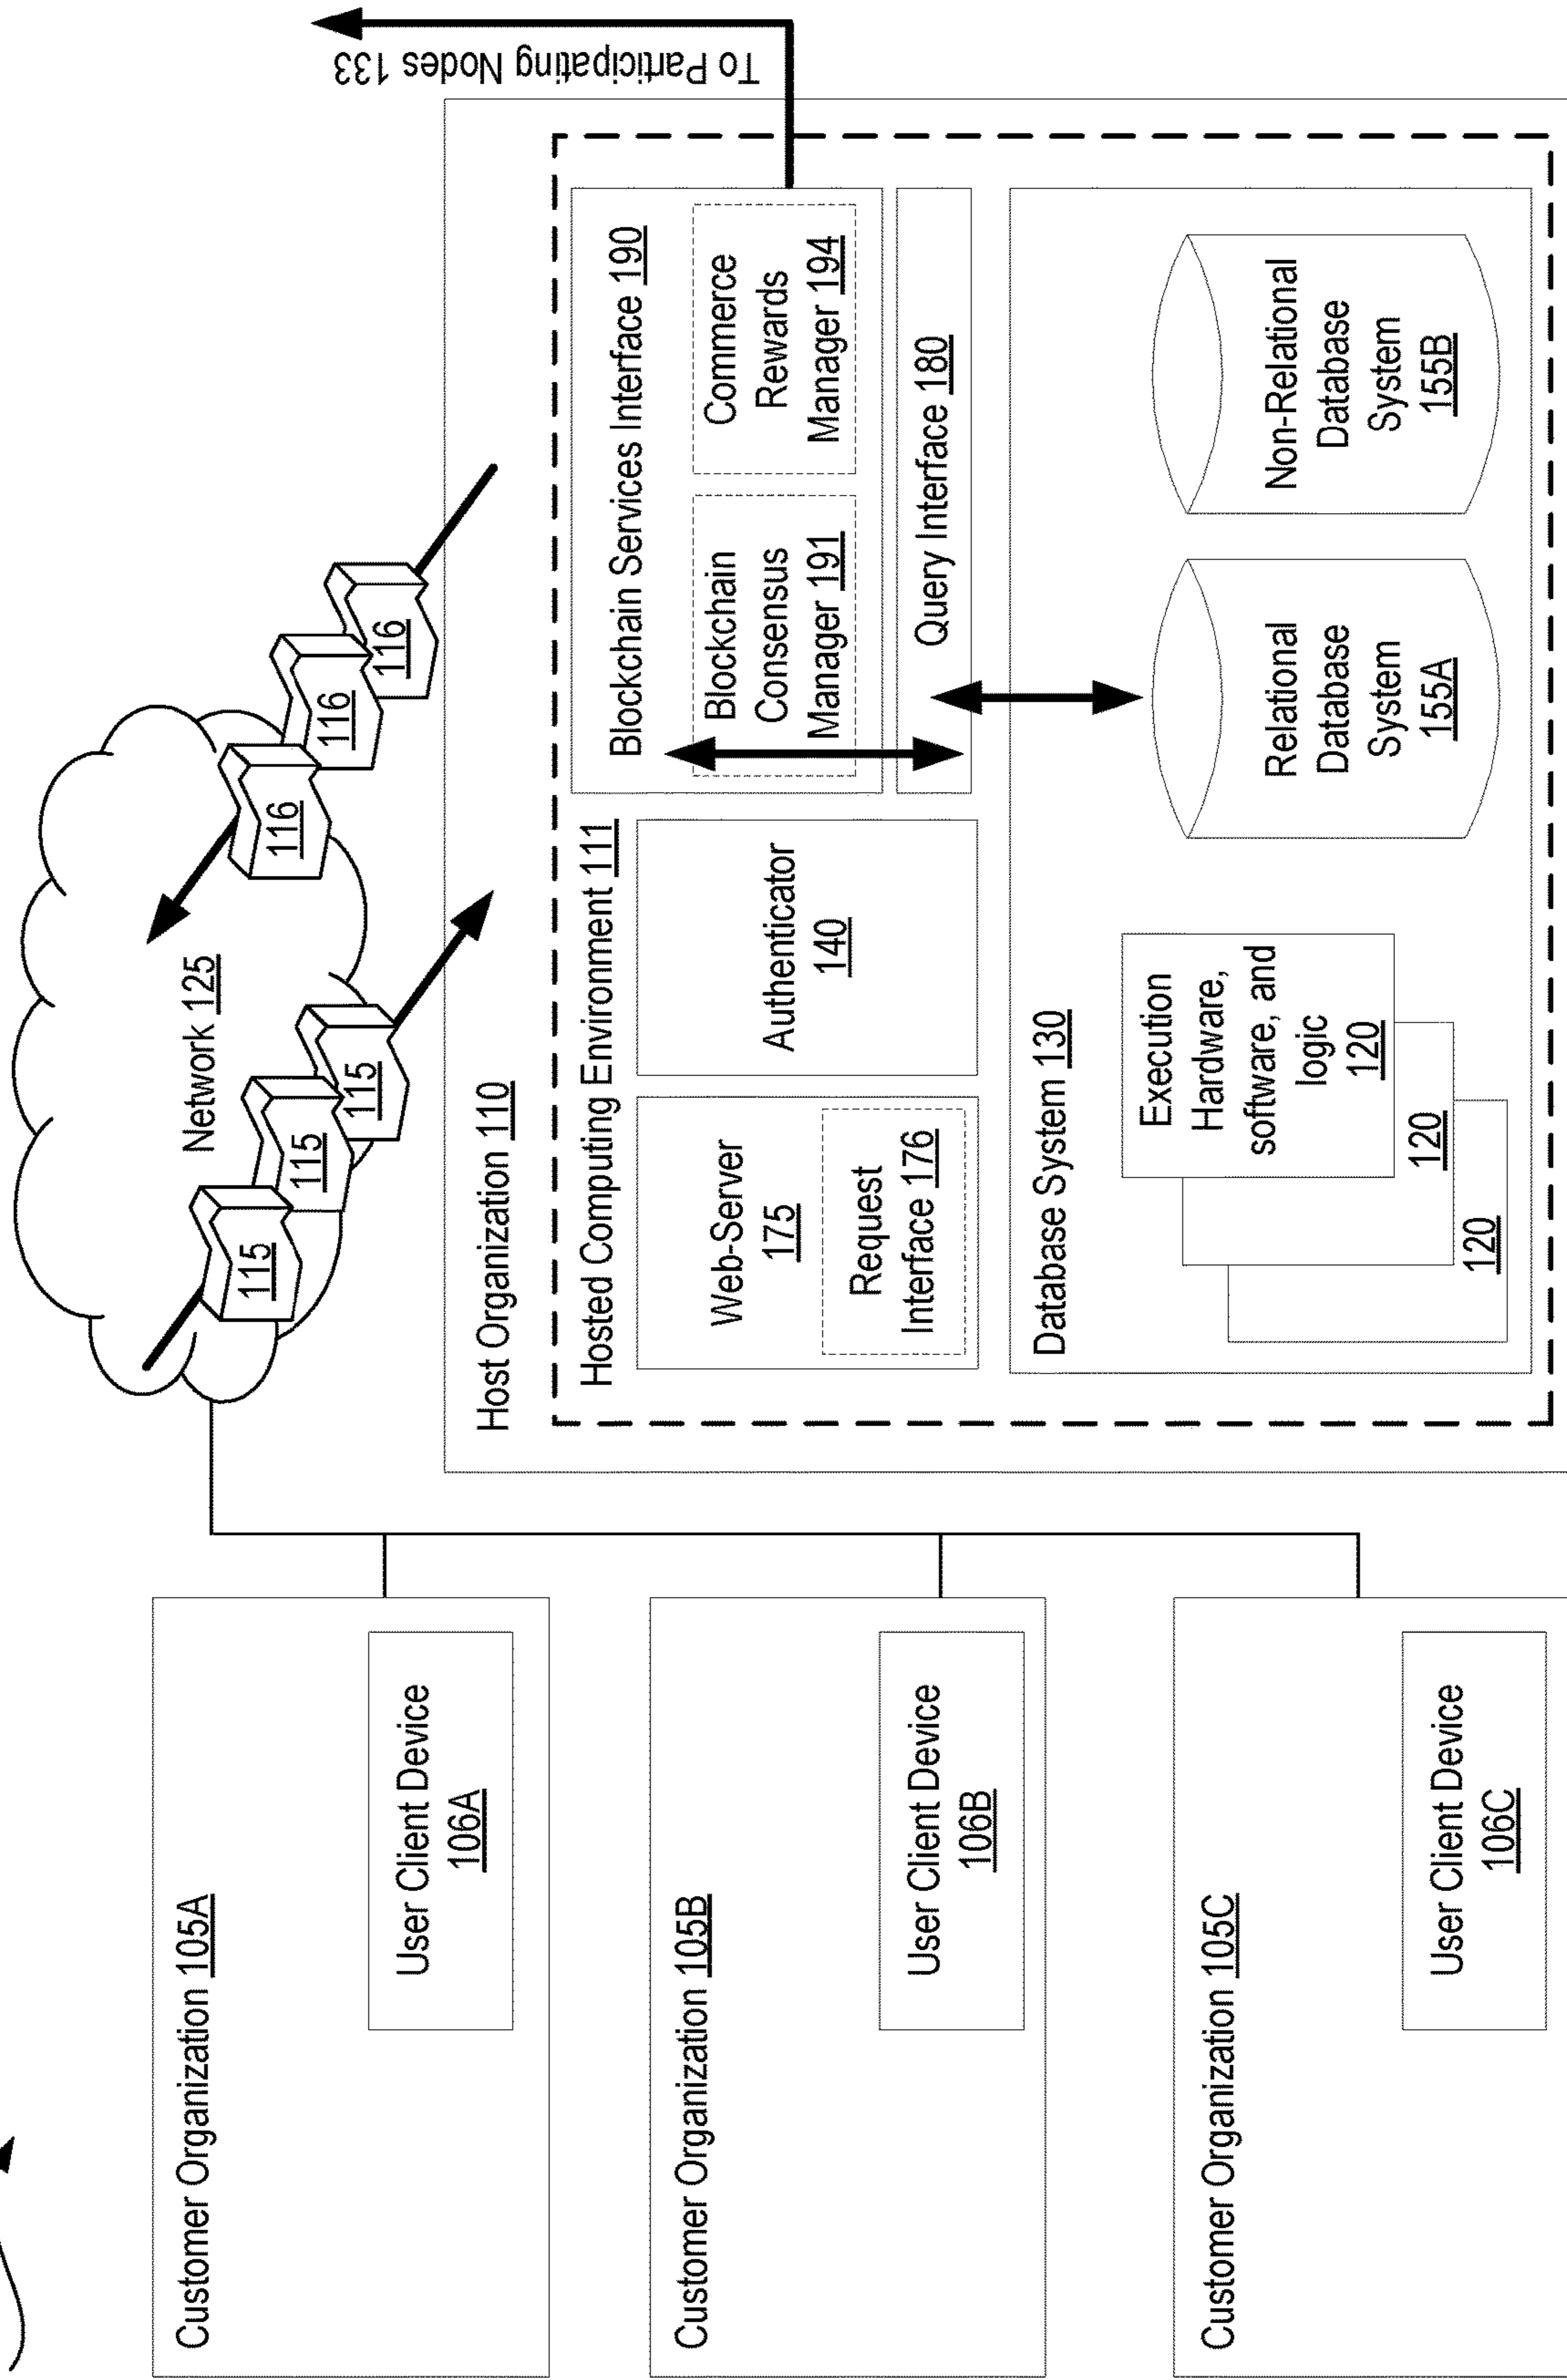 To Participating Nodes 133
Network 125
115
115
115
116
116
116
Customer Organization 105A
User Client Device
106A
Customer Organization 105B
User Client Device
106B
Customer Organization 105C
User Client Device
106C
Host Organization 110
Hosted Computing Environment 111
Web-Server
175
Request
Interface 176
Authenticator
140
Blockchain Services Interface 190
Blockchain
Consensus
Manager 191
Commerce
Rewards
Manager 194
Query Interface 180
Database System 130
Execution
Hardware,
software, and
logic
120
120
120
Relational
Database
System
155A
Non-Relational
Database
System
155B